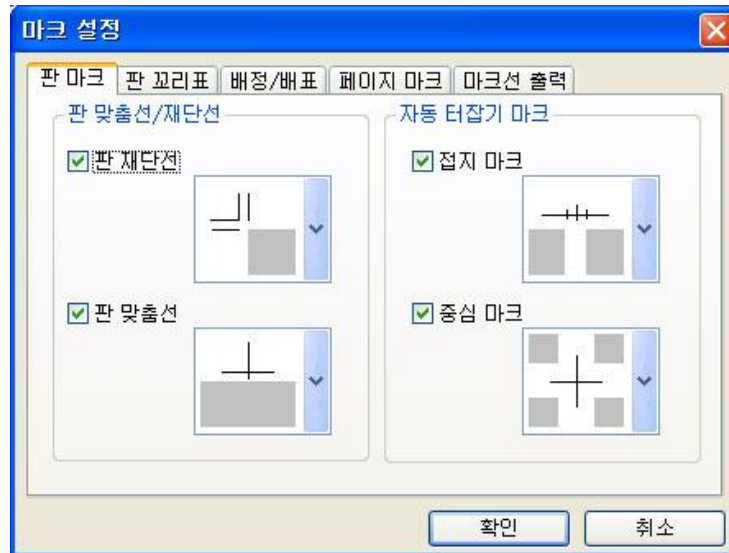 마크 설정
판 마크 판 꼬리표 배정/배표 페이지 마크 마크선 출력
판 맞춤선/재단선
자동 터잡기 마크
판 재단선
접지 마크
판 맞춤선
중심 마크
확인 취소